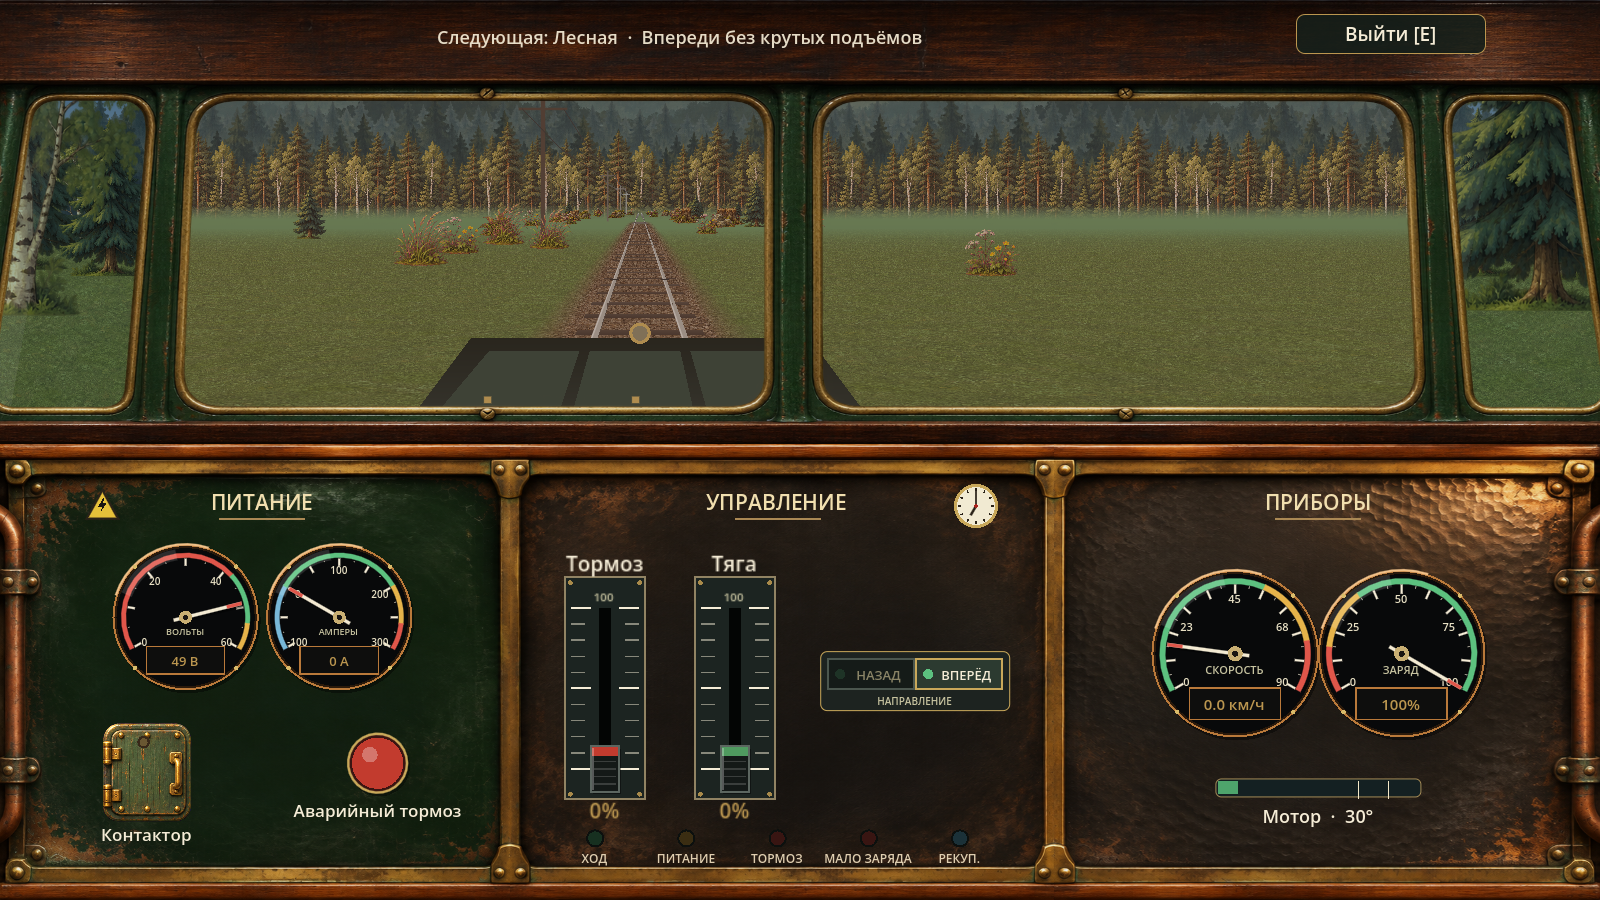 Следующая: Лесная · Впереди без крутых подъёмов
Выйти [E]
ПИТАНИЕ
УПРАВЛЕНИЕ
ПРИБОРЫ
20
40
0
60
ВОЛЬТЫ
49 В
0
100
200
-100
300
АМПЕРЫ
0 А
Контактор
Аварийный тормоз
Тормоз
100
0%
Тяга
100
0%
НАЗАД
ВПЕРЁД
НАПРАВЛЕНИЕ
ХОД
ПИТАНИЕ
ТОРМОЗ
МАЛО ЗАРЯДА
РЕКУП.
23
45
68
0
90
СКОРОСТЬ
0.0 км/ч
25
50
75
0
100
ЗАРЯД
100%
Мотор · 30°